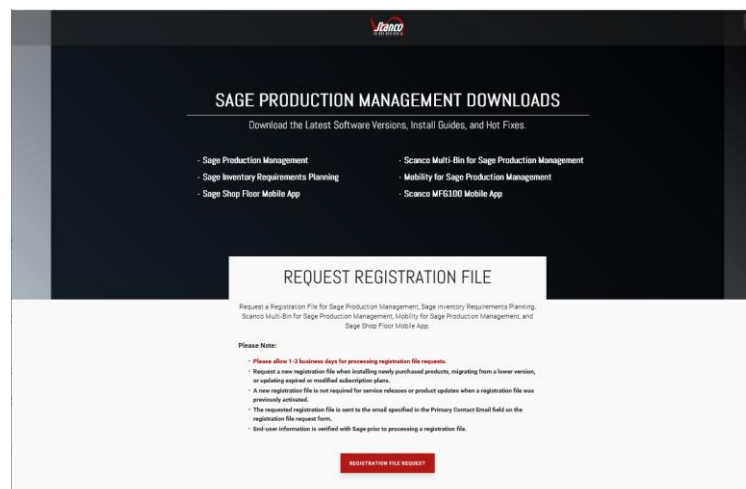 Scanco
SAGE PRODUCTION MANAGEMENT DOWNLOADS
Download the Latest Software Versions, Install Guides, and Hot Fixes.
- Sage Production Management
- Sage Inventory Requirements Planning
- Sage Shop Floor Mobile App
- Scanco Multi-Bin for Sage Production Management
- Mobility for Sage Production Management
- Scanco MFG100 Mobile App
REQUEST REGISTRATION FILE
Request a Registration File for Sage Production Management, Sage Inventory Requirements Planning,
Scanco Multi-Bin for Sage Production Management, Mobility for Sage Production Management, and
Sage Shop Floor Mobile App.
Please Note:
• Please allow 1-3 business days for processing registration file requests.
• Request a new registration file when installing newly purchased products, migrating from a lower version,
or updating expired or modified subscription plans.
• A new registration file is not required for service releases or product updates when a registration file was
previously activated.
• The requested registration file is sent to the email specified in the Primary Contact Email field on the
registration file request form.
• End-user information is verified with Sage prior to processing a registration file.
REGISTRATION FILE REQUEST